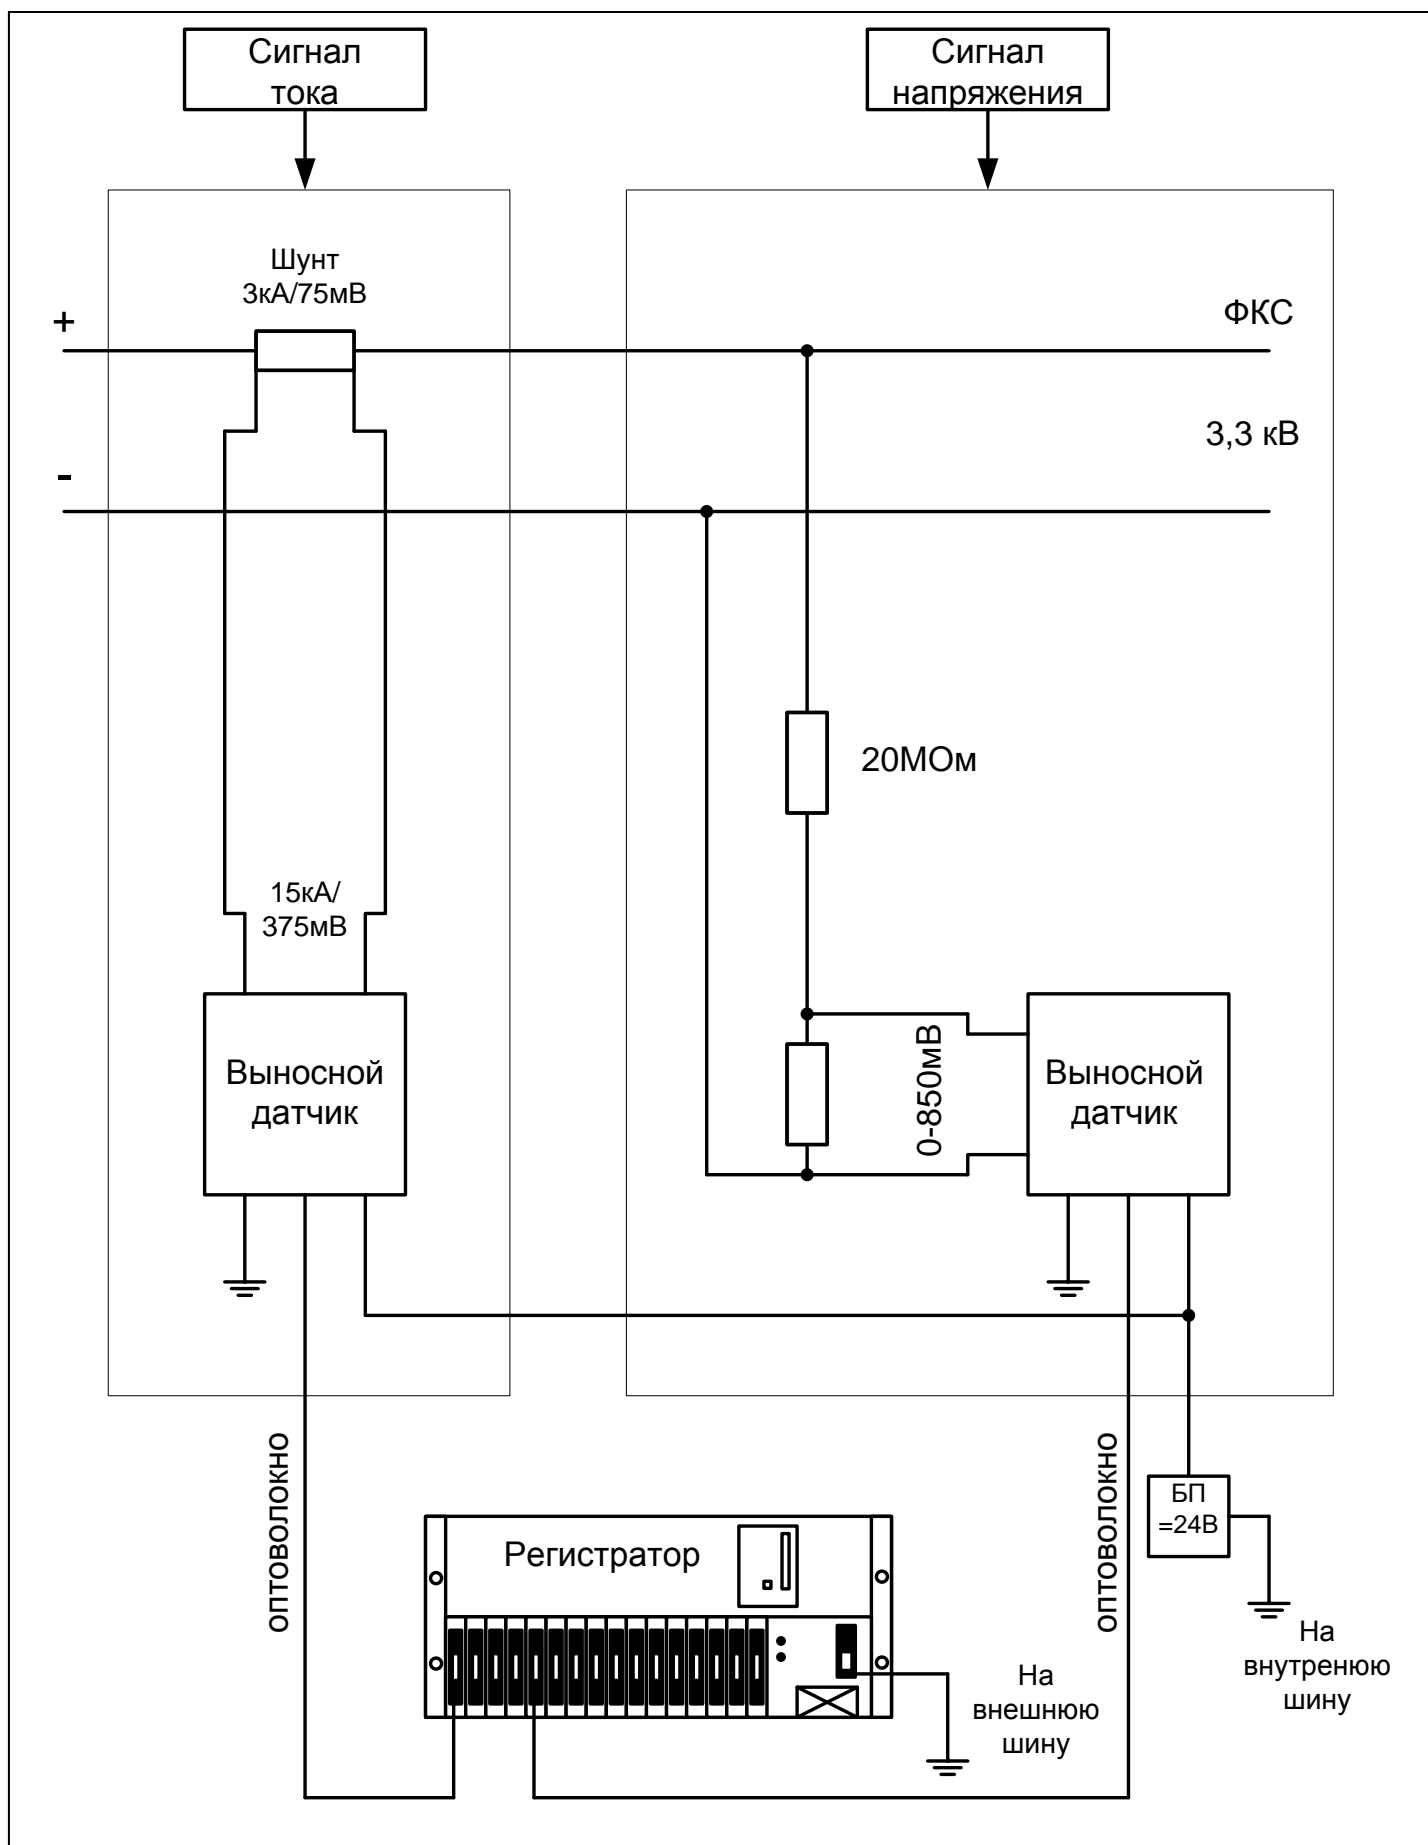 Сигнал
тока
Сигнал
напряжения
Шунт
3кА/75мВ
+
ФКС
3,3 кВ
-
20МОм
15кА/
375мВ
Выносной
датчик
0-850мВ
Выносной
датчик
оптоволокно
оптоволокно
БП
=24В
Регистратор
На
внутренюю
шину
На
внешнюю
шину